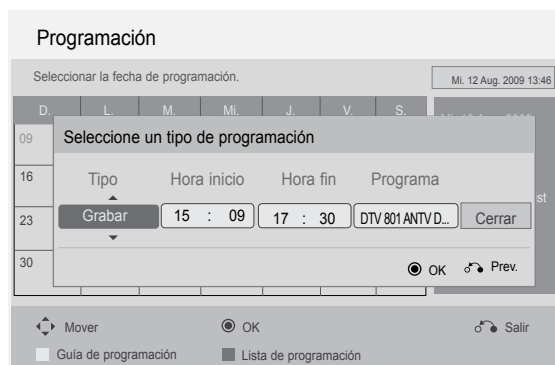 Programación
Seleccionar la fecha de programación.
Mi. 12 Aug. 2009 13:46
D. L. M. Mi. J. V. S.
09
Seleccione un tipo de programación
16
Tipo Hora inicio Hora fin Programa
st
23
Grabar 15 : 09 17 : 30 DTV 801 ANTV D... Cerrar
30
OK Prev.
Mover OK Salir
Guía de programación Lista de programación